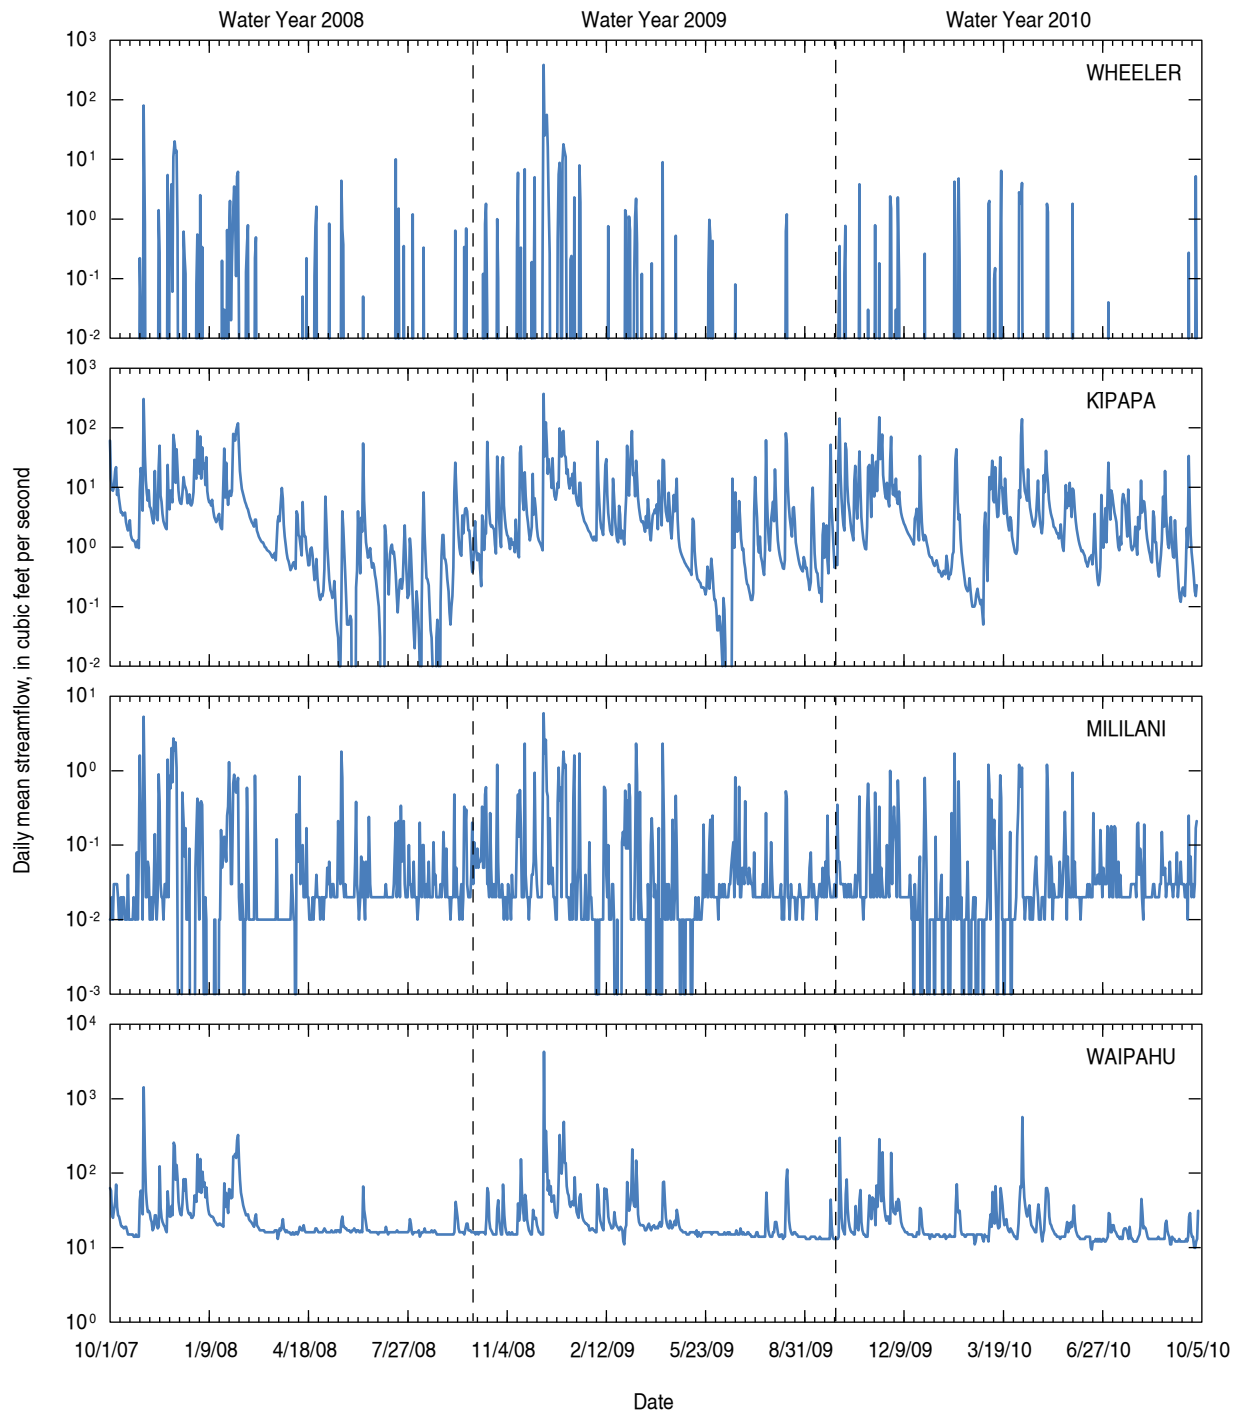 Water Year 2008 Water Year 2009 Water Year 2010
10³
WHEELER
10²
10¹
10⁰
10⁻¹
10⁻²
10³
KIPAPA
10²
10¹
10⁰
10⁻¹
10⁻²
Daily mean streamflow, in cubic feet per second
10¹
MILILANI
10⁰
10⁻¹
10⁻²
10⁻³
10⁴
WAIPAHU
10³
10²
10¹
10⁰
10/1/07 1/9/08 4/18/08 7/27/08 11/4/08 2/12/09 5/23/09 8/31/09 12/9/09 3/19/10 6/27/10 10/5/10
Date